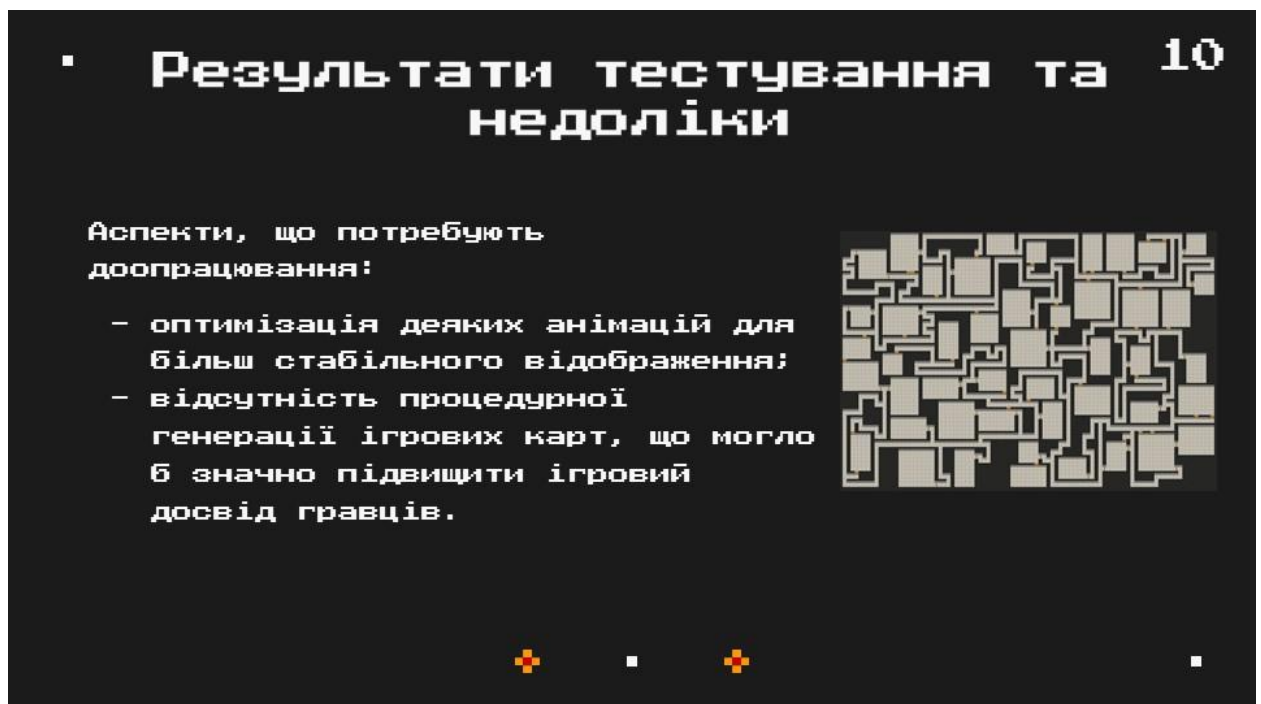 Результати тестування та
недоліки
10
Аспекти, що потребують
доопрацювання:
– оптимізація деяких анімацій для
більш стабільного відображення;
– відсутність процедурної
генерації ігрових карт, що могло
б значно підвищити ігровий
досвід гравців.